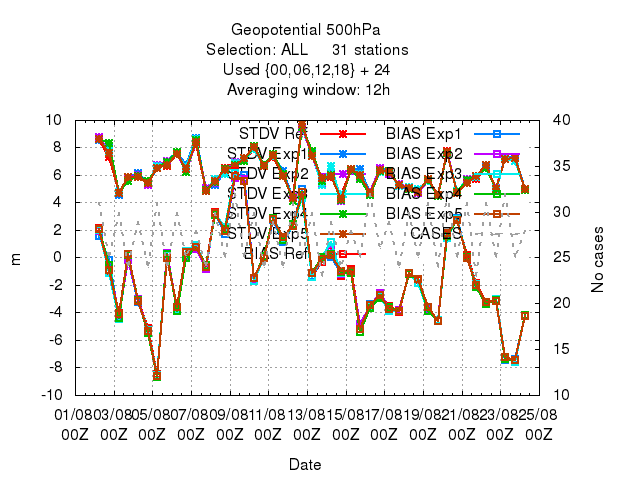 Geopotential 500hPa
Selection: ALL 31 stations
Used {00,06,12,18} + 24
Averaging window: 12h
10
8
6
4
2
0
-2
-4
-6
-8
-10
m
40
35
30
25
20
15
10
No cases
STDV Ref
STDV Exp1
STDV Exp2
STDV Exp3
STDV Exp4
STDV Exp5
BIAS Ref
BIAS Exp1
BIAS Exp2
BIAS Exp3
BIAS Exp4
BIAS Exp5
CASES
01/08 03/08 05/08 07/08 09/08 11/08 13/08 15/08 17/08 19/08 21/08 23/08 25/08
00Z 00Z 00Z 00Z 00Z 00Z 00Z 00Z 00Z 00Z 00Z 00Z 00Z
Date